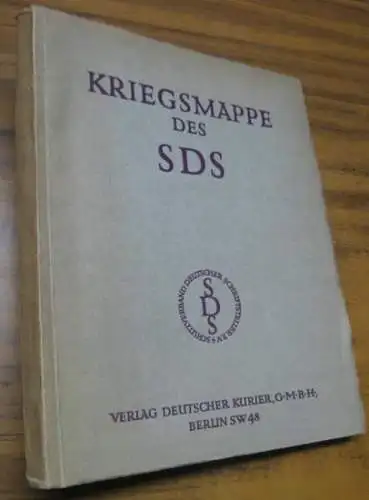 KRIEGSMAPPE
DES
SDS
SCHUTZVERBAND DEUTSCHER SCHRIFTSTELLER E.V.
SDS
VERLAG DEUTSCHER KURIER, G·M·B·H;
BERLIN SW 48